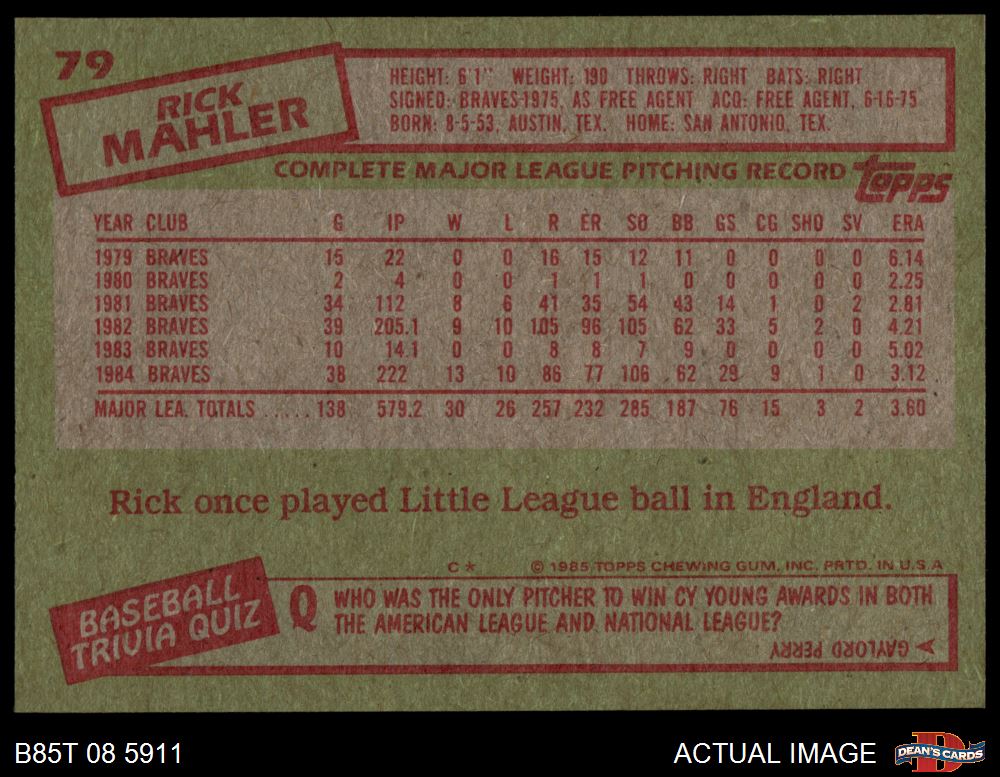 79
RICK
MAHLER
HEIGHT: 6'1" WEIGHT: 190 THROWS: RIGHT BATS: RIGHT
SIGNED: BRAVES-1975, AS FREE AGENT ACQ: FREE AGENT, 6-16-75
BORN: 8-5-53, AUSTIN, TEX. HOME: SAN ANTONIO, TEX.
COMPLETE MAJOR LEAGUE PITCHING RECORD topps
YEAR CLUB G IP W L R ER SO BB GS CG SHO SV ERA
1979 BRAVES 15 22 0 0 16 15 12 11 0 0 0 0 6.14
1980 BRAVES 2 4 0 0 1 1 1 0 0 0 0 0 2.25
1981 BRAVES 34 112 8 6 41 35 54 43 14 1 0 2 2.81
1982 BRAVES 39 205.1 9 10 105 96 105 62 33 5 2 0 4.21
1983 BRAVES 10 14.1 0 0 8 8 7 9 0 0 0 0 5.02
1984 BRAVES 38 222 13 10 86 77 106 62 29 9 1 0 3.12
MAJOR LEA. TOTALS ..... 138 579.2 30 26 257 232 285 187 76 15 3 2 3.60
Rick once played Little League ball in England.
C * © 1985 TOPPS CHEWING GUM, INC. PRTD. IN U.S.A
BASEBALL
TRIVIA QUIZ
Q WHO WAS THE ONLY PITCHER TO WIN CY YOUNG AWARDS IN BOTH
THE AMERICAN LEAGUE AND NATIONAL LEAGUE?
A GAYLORD PERRY
B85T 08 5911 ACTUAL IMAGE D DEAN'S CARDS